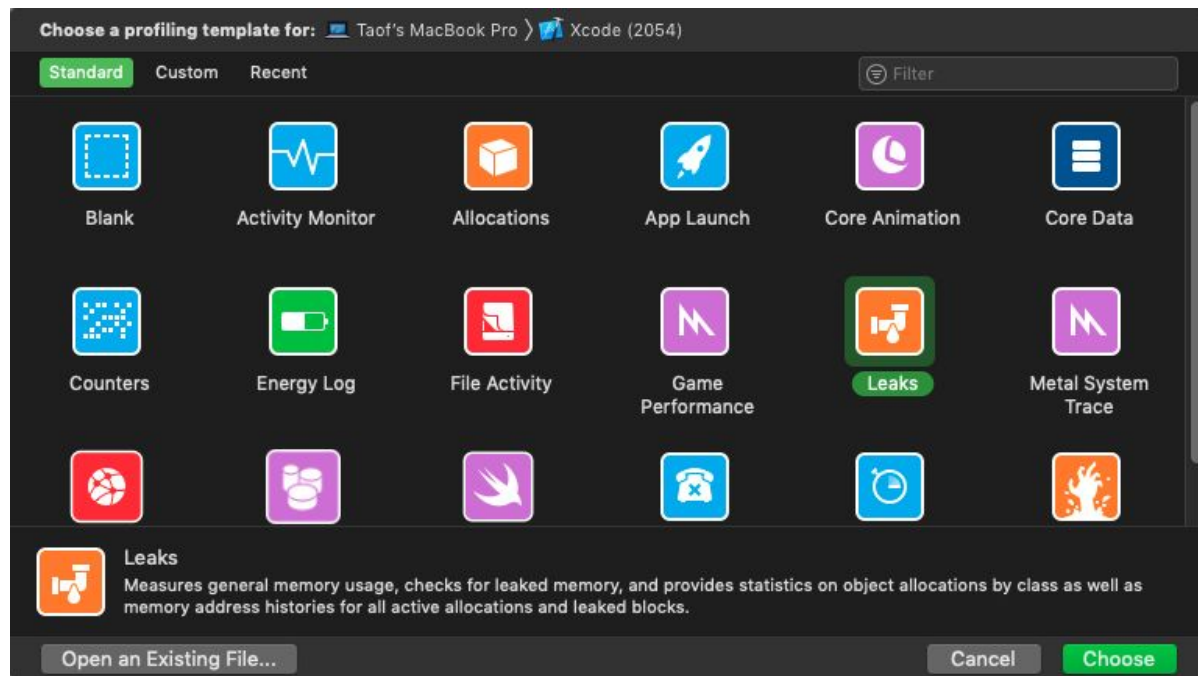 Choose a profiling template for: Taof's MacBook Pro 〉 Xcode (2054)
Standard Custom Recent Filter
Blank Activity Monitor Allocations App Launch Core Animation Core Data
Counters Energy Log File Activity Game Leaks Metal System
Performance Trace
Leaks
Measures general memory usage, checks for leaked memory, and provides statistics on object allocations by class as well as
memory address histories for all active allocations and leaked blocks.
Open an Existing File... Cancel Choose